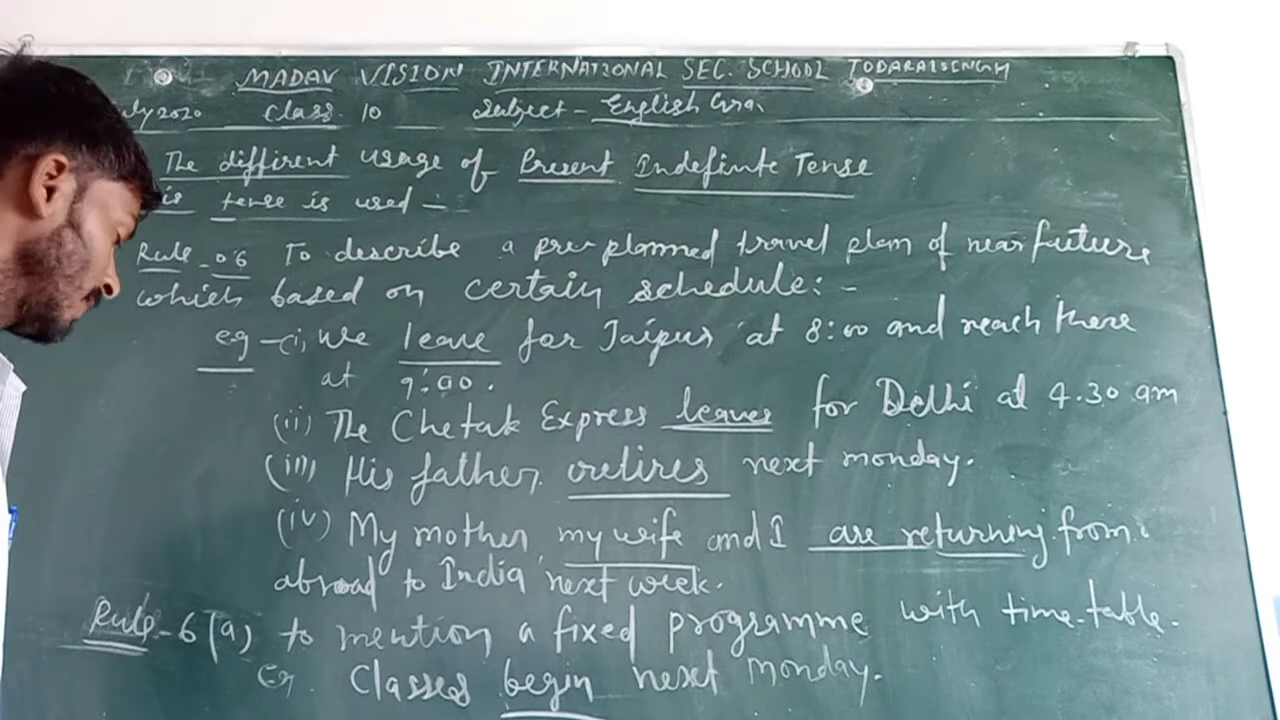 MADAV VISION INTERNATIONAL SEC. SCHOOL TODARAISINGH
uly 2020 Class. 10 Subject - English Gra.
The diffirent usage of Present Indefinite Tense
is tense is used -
Rule - 06 To describe a pre-planned travel plan of near future
which based on certain schedule: -
eg - (i) We leave for Jaipur at 8:00 and reach there
at 9:00.
(ii) The Chetak Express leaves for Delhi at 4.30 am
(iii) His father retires next monday.
(iv) My mother, my wife and I are returning from
abroad to India next week.
Rule - 6 (a) to mention a fixed programme with time-table.
Eg. Classes begin next Monday.